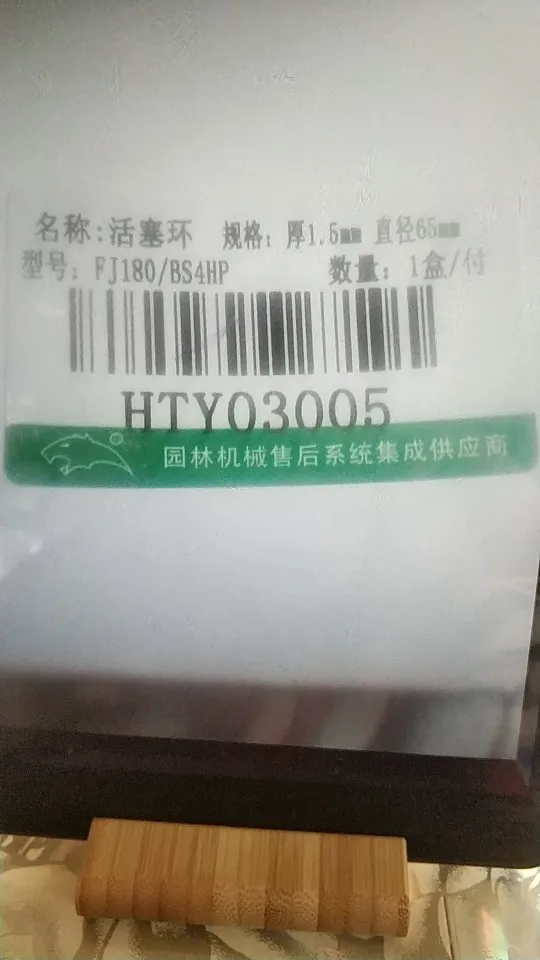 名称:活塞环 规格:厚1.5mm 直径65mm
型号:FJ180/BS4HP 数量:1盒/付
HTY03005
® 园林机械售后系统集成供应商